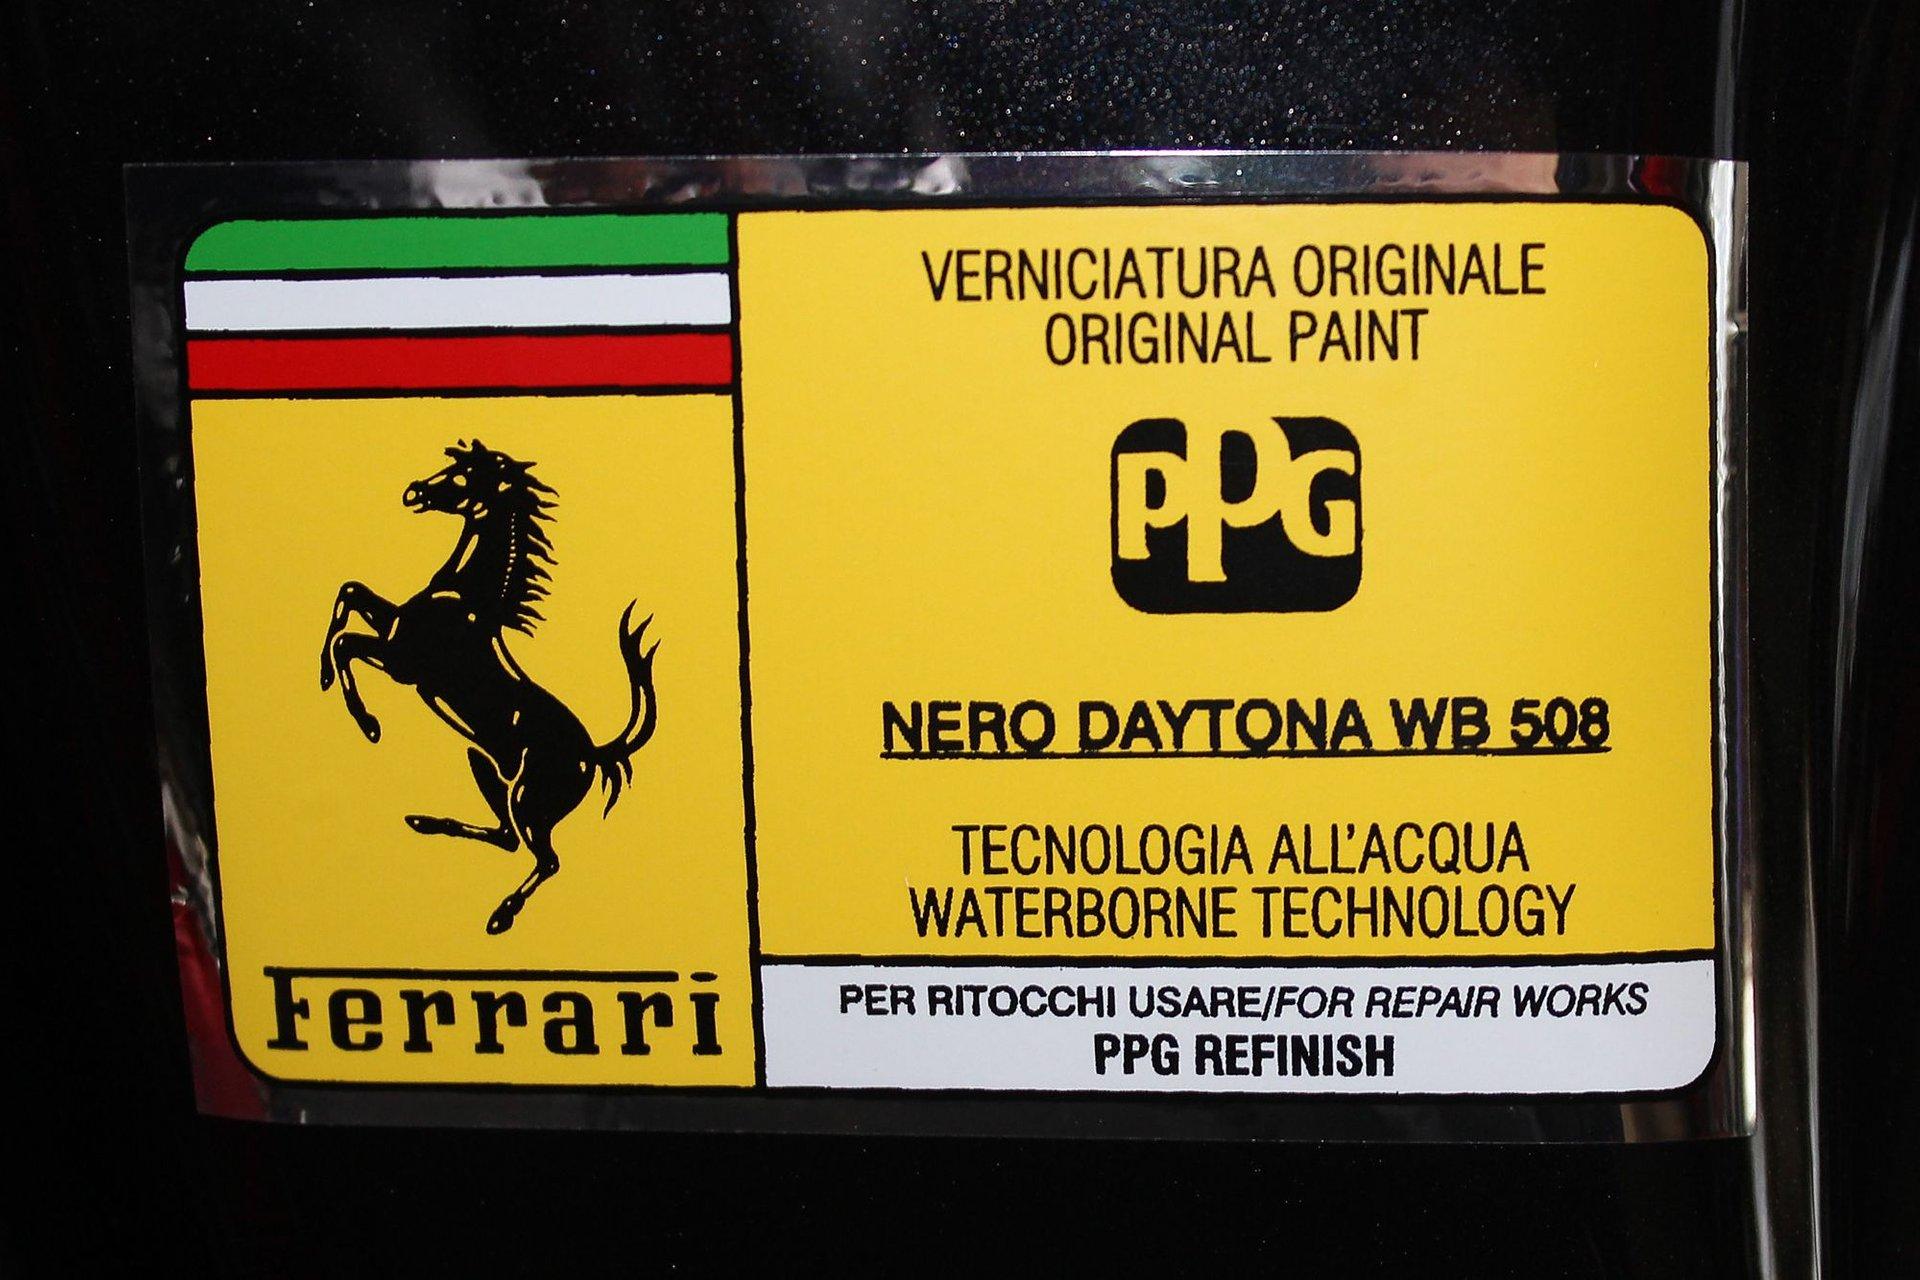 VERNICIATURA ORIGINALE
ORIGINAL PAINT
PPG
NERO DAYTONA WB 508
TECNOLOGIA ALL'ACQUA
WATERBORNE TECHNOLOGY
Ferrari
PER RITOCCHI USARE/FOR REPAIR WORKS
PPG REFINISH